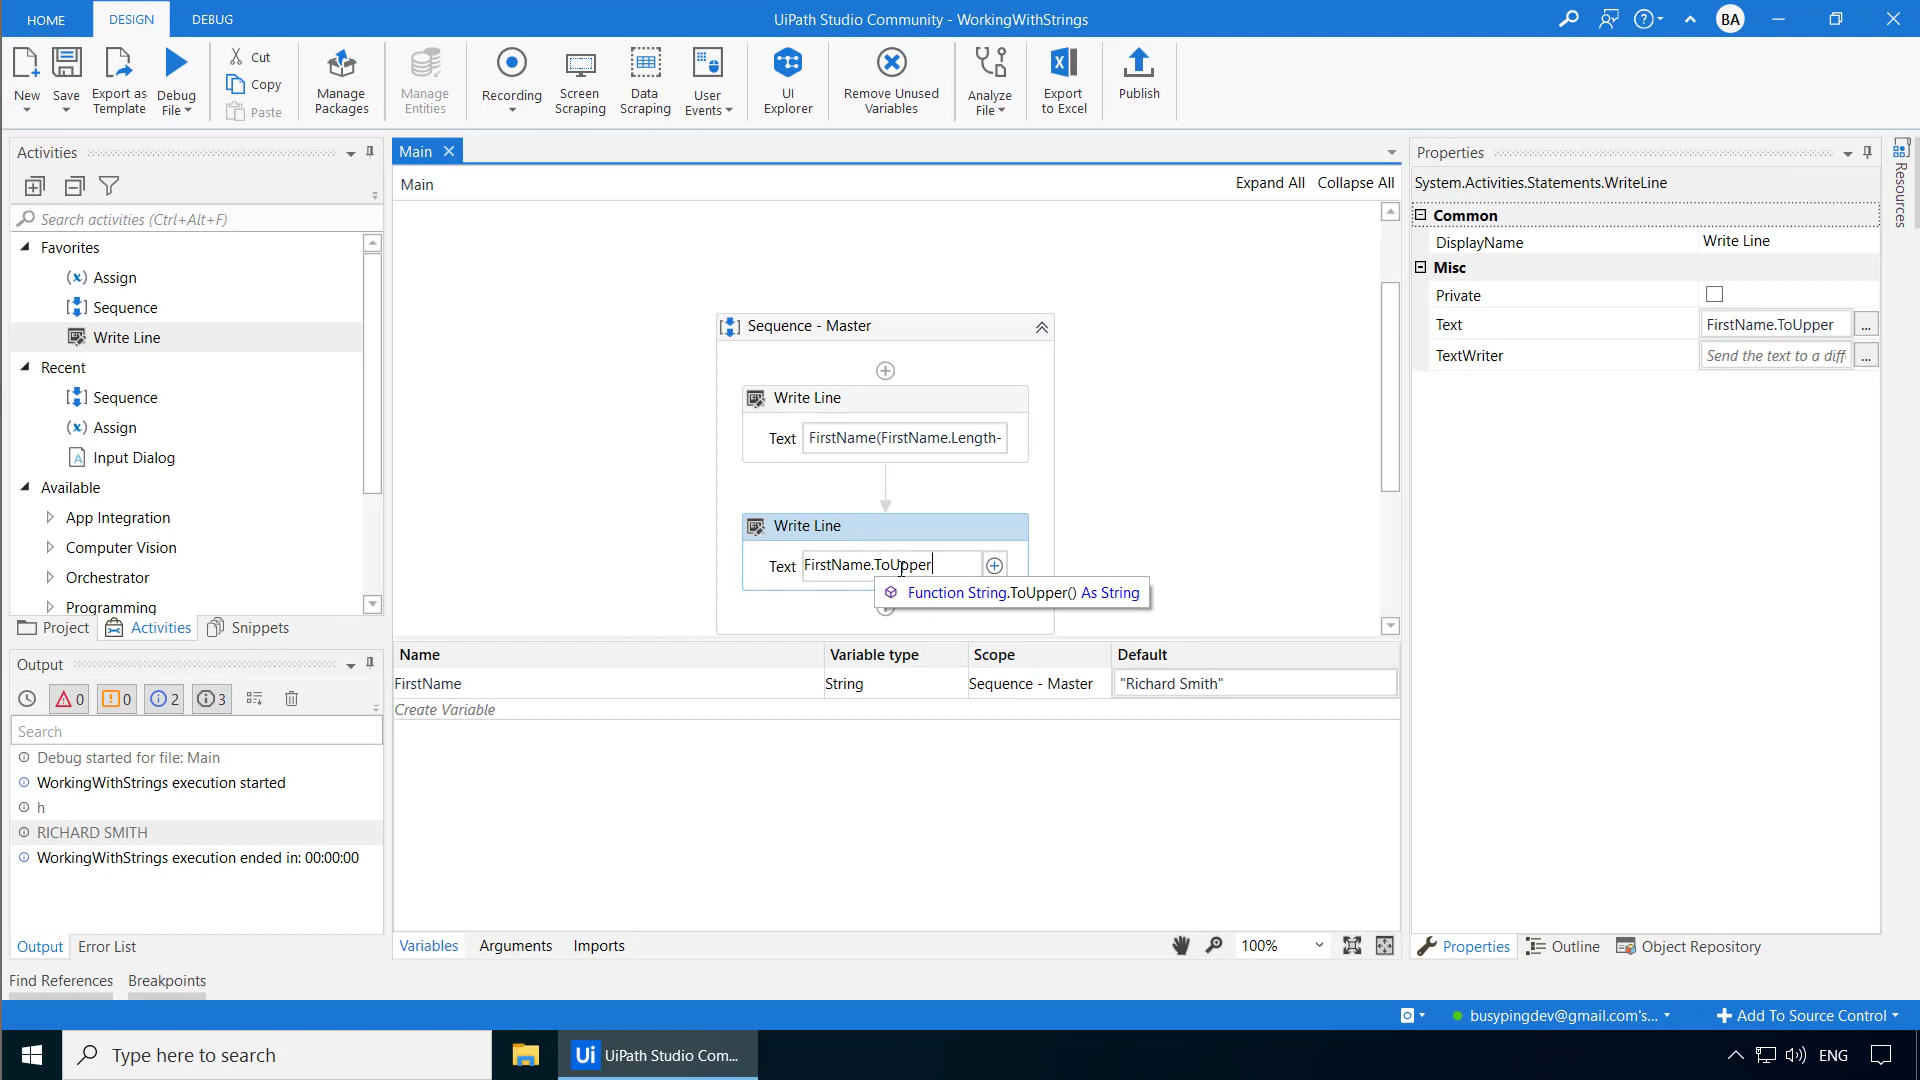 HOME
DESIGN
DEBUG
UiPath Studio Community - WorkingWithStrings
BA
New
Save
Export as Template
Debug File
Cut
Copy
Paste
Manage Packages
Manage Entities
Recording
Screen Scraping
Data Scraping
User Events
UI Explorer
Remove Unused Variables
Analyze File
Export to Excel
Publish
Activities
Search activities (Ctrl+Alt+F)
Favorites
Assign
Sequence
Write Line
Recent
Sequence
Assign
Input Dialog
Available
App Integration
Computer Vision
Orchestrator
Programming
Project
Activities
Snippets
Output
0
0
2
3
Search
Debug started for file: Main
WorkingWithStrings execution started
h
RICHARD SMITH
WorkingWithStrings execution ended in: 00:00:00
Output
Error List
Find References
Breakpoints
Main
Main
Expand All
Collapse All
Sequence - Master
Write Line
Text
FirstName(FirstName.Length-
Write Line
Text
FirstName.ToUpper
Function String.ToUpper() As String
Name
Variable type
Scope
Default
FirstName
String
Sequence - Master
"Richard Smith"
Create Variable
Variables
Arguments
Imports
100%
Properties
System.Activities.Statements.WriteLine
Common
DisplayName
Write Line
Misc
Private
Text
FirstName.ToUpper
...
TextWriter
Send the text to a diff
...
Resources
Properties
Outline
Object Repository
busypingdev@gmail.com's...
Add To Source Control
Type here to search
Ui
UiPath Studio Com...
ENG